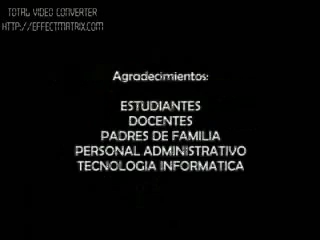 TOTAL VIDEO CONVERTER
HTTP://EFFECTMATRIX.COM
Agradecimientos:
ESTUDIANTES
DOCENTES
PADRES DE FAMILIA
PERSONAL ADMINISTRATIVO
TECNOLOGIA INFORMATICA